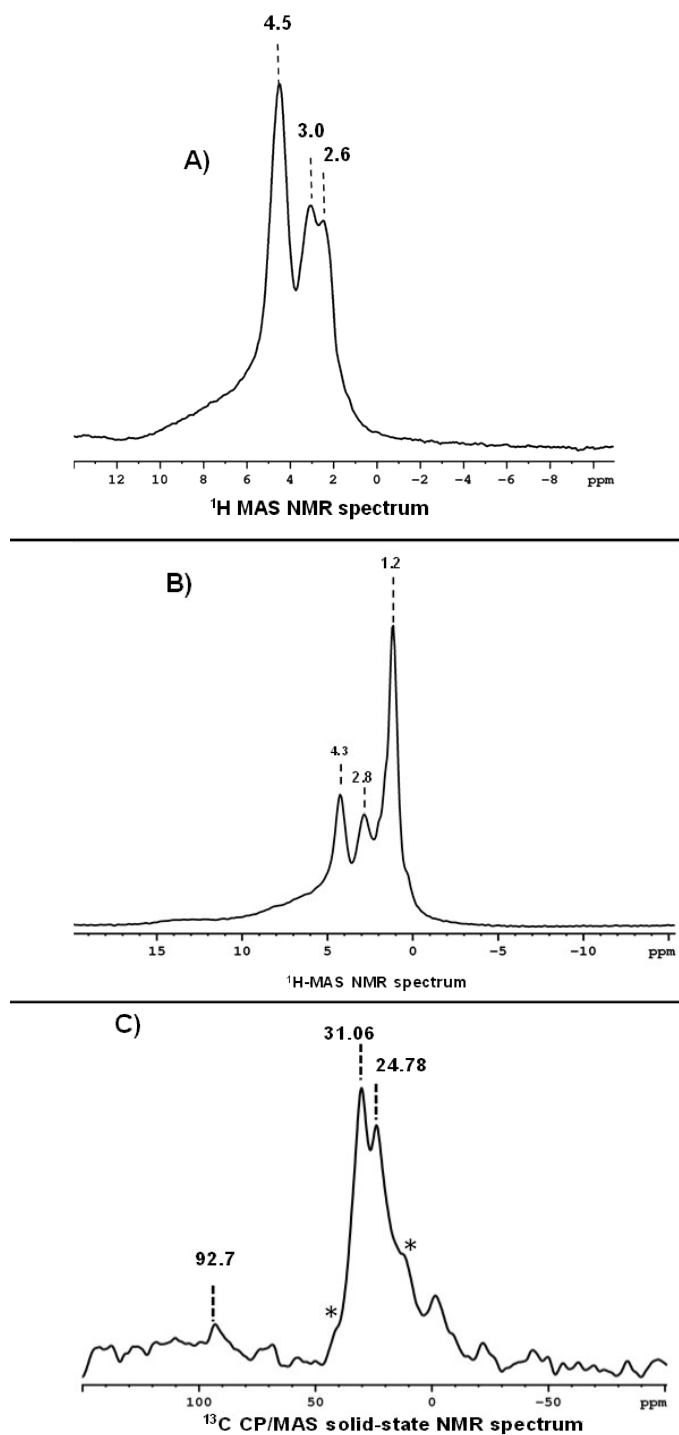 4.5
3.0
2.6
A)
12 10 8 6 4 2 0 -2 -4 -6 -8 ppm
¹H MAS NMR spectrum
1.2
B)
4.3
2.8
15 10 5 0 -5 -10 ppm
¹H-MAS NMR spectrum
C)
31.06
24.78
92.7
*
*
100 50 0 -50 ppm
¹³C CP/MAS solid-state NMR spectrum